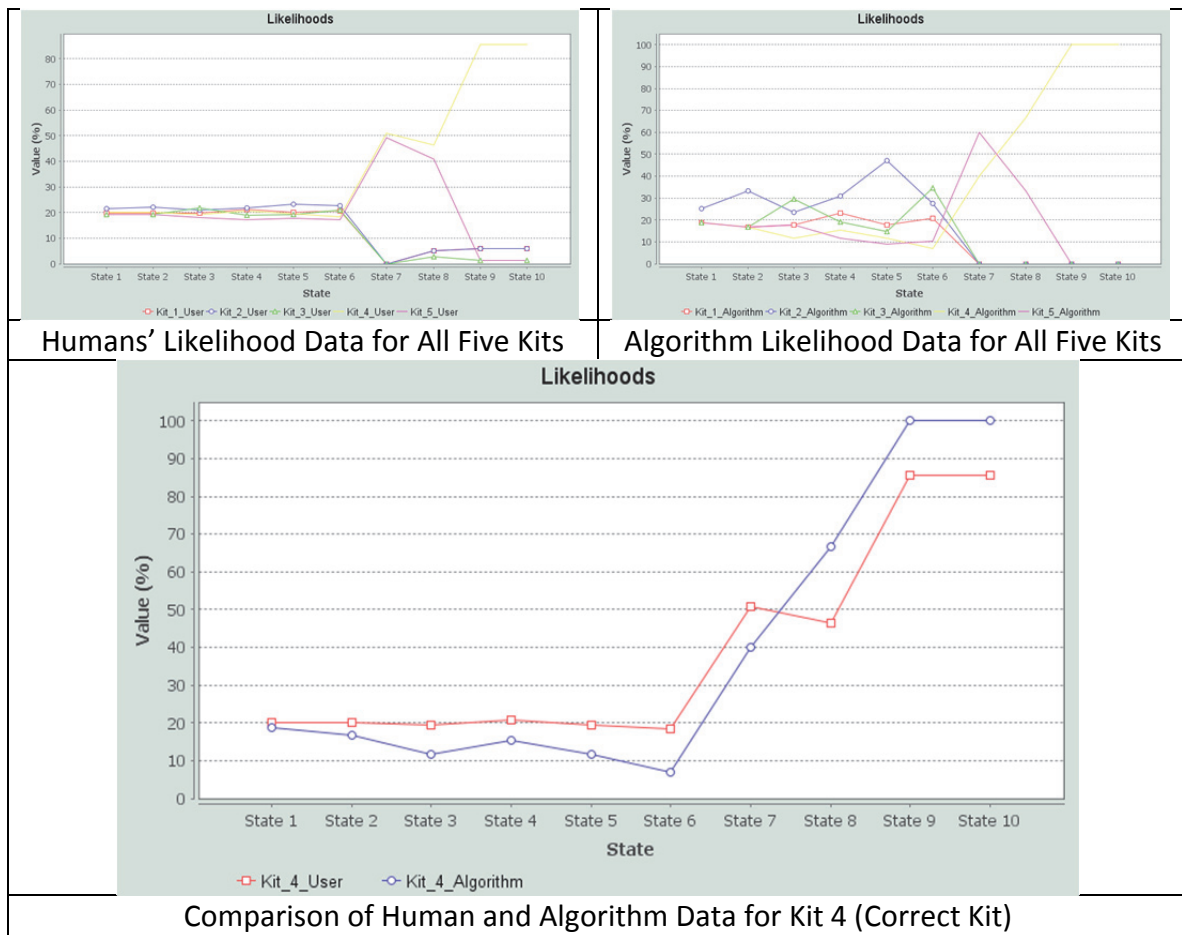 Likelihoods
Value (%)
80
70
60
50
40
30
20
10
0
State 1 State 2 State 3 State 4 State 5 State 6 State 7 State 8 State 9 State 10
State
Kit_1_User Kit_2_User Kit_3_User Kit_4_User Kit_5_User
Humans’ Likelihood Data for All Five Kits
Likelihoods
Value (%)
100
90
80
70
60
50
40
30
20
10
0
State 1 State 2 State 3 State 4 State 5 State 6 State 7 State 8 State 9 State 10
State
Kit_1_Algorithm Kit_2_Algorithm Kit_3_Algorithm Kit_4_Algorithm Kit_5_Algorithm
Algorithm Likelihood Data for All Five Kits
Likelihoods
Value (%)
100
90
80
70
60
50
40
30
20
10
0
State 1 State 2 State 3 State 4 State 5 State 6 State 7 State 8 State 9 State 10
State
Kit_4_User Kit_4_Algorithm
Comparison of Human and Algorithm Data for Kit 4 (Correct Kit)